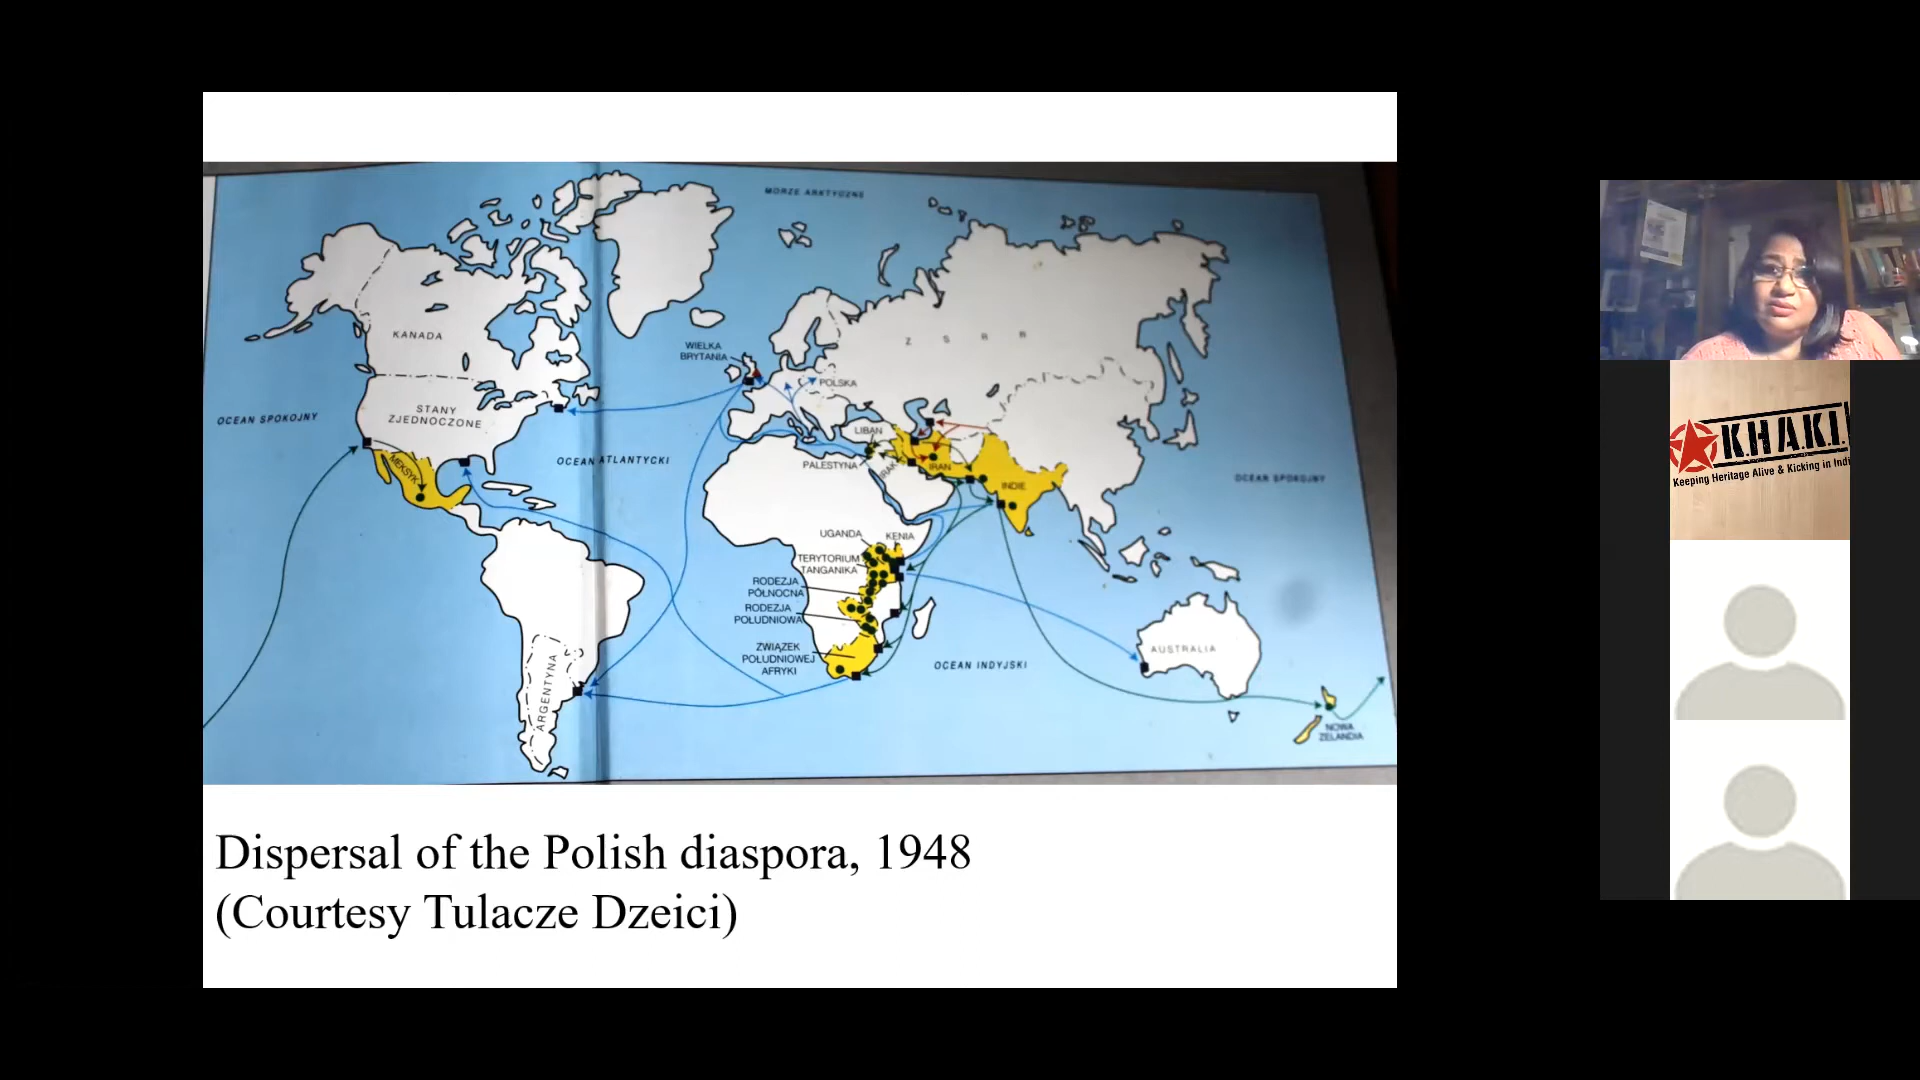 MORZE ARKTYCZNE
KANADA
WIELKA
BRYTANIA
Z S R R
POLSKA
OCEAN SPOKOJNY
STANY
ZJEDNOCZONE
LIBAN
OCEAN ATLANTYCKI
PALESTYNA
IRAK
IRAN
MEKSYK
INDIE
OCEAN SPOKOJNY
UGANDA
KENIA
TERYTORIUM
TANGANIKA
RODEZJA
PÓŁNOCNA
RODEZJA
POŁUDNIOWA
ZWIĄZEK
POŁUDNIOWEJ
AFRYKI
OCEAN INDYJSKI
AUSTRALIA
ARGENTYNA
NOWA
ZELANDIA
Dispersal of the Polish diaspora, 1948
(Courtesy Tulacze Dzeici)
K.H.A.K.I.
Keeping Heritage Alive & Kicking in Indi